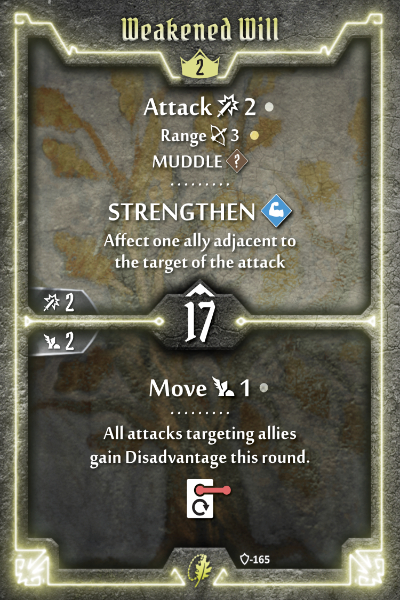 Weakened Will
2
Attack 2
Range 3
MUDDLE ?
STRENGTHEN
Affect one ally adjacent to
the target of the attack
2
17
2
Move 1
All attacks targeting allies
gain Disadvantage this round.
-165